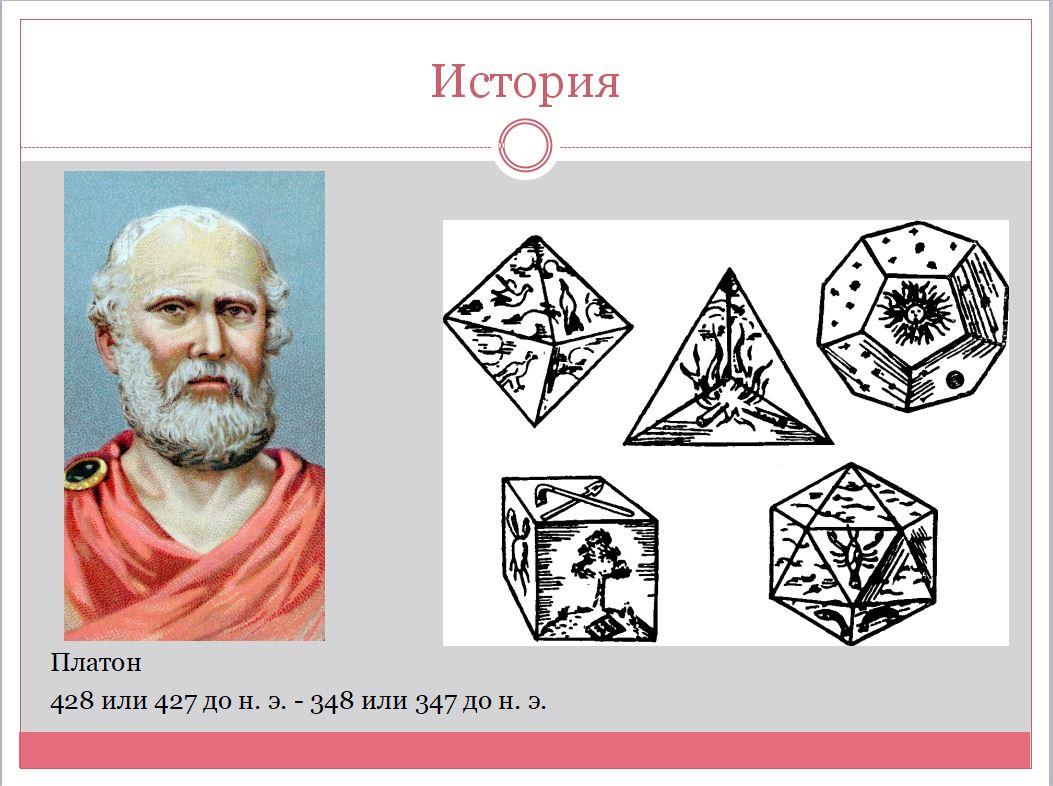 История
Платон
428 или 427 до н. э. - 348 или 347 до н. э.